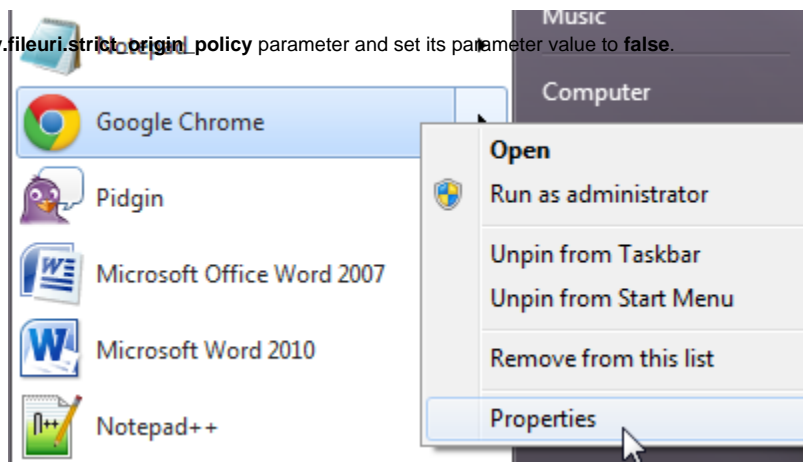 Music
.fileuri.strict_origin_policy parameter and set its parameter value to false.
Computer
Google Chrome
Open
Run as administrator
Pidgin
Unpin from Taskbar
Microsoft Office Word 2007
Unpin from Start Menu
Microsoft Word 2010
Remove from this list
Properties
Notepad++